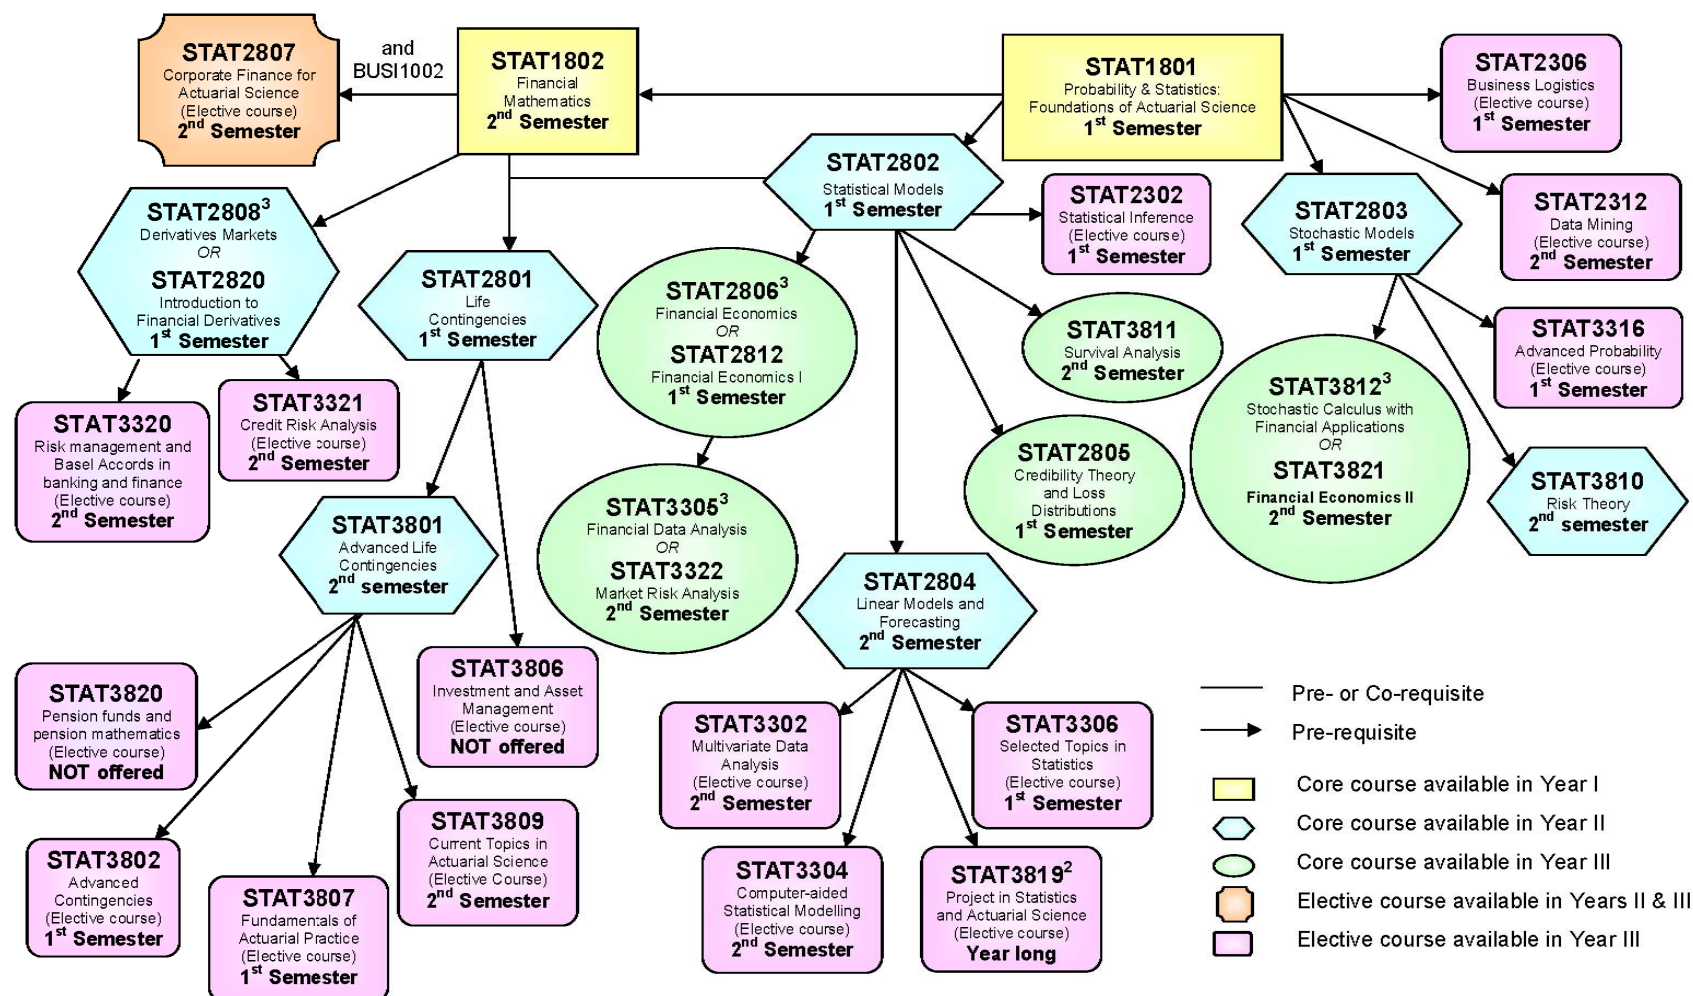 STAT2807
Corporate Finance for
Actuarial Science
(Elective course)
2nd Semester
and
BUSI1002
STAT1802
Financial
Mathematics
2nd Semester
STAT1801
Probability & Statistics:
Foundations of Actuarial Science
1st Semester
STAT2306
Business Logistics
(Elective course)
1st Semester
STAT2802
Statistical Models
1st Semester
STAT2302
Statistical Inference
(Elective course)
1st Semester
STAT2803
Stochastic Models
1st Semester
STAT2312
Data Mining
(Elective course)
2nd Semester
STAT2808³
Derivatives Markets
OR
STAT2820
Introduction to
Financial Derivatives
1st Semester
STAT2801
Life
Contingencies
1st Semester
STAT2806³
Financial Economics
OR
STAT2812
Financial Economics I
1st Semester
STAT3811
Survival Analysis
2nd Semester
STAT3316
Advanced Probability
(Elective course)
1st Semester
STAT3320
Risk management and
Basel Accords in
banking and finance
(Elective course)
2nd Semester
STAT3321
Credit Risk Analysis
(Elective course)
2nd Semester
STAT2805
Credibility Theory
and Loss
Distributions
1st Semester
STAT3812³
Stochastic Calculus with
Financial Applications
OR
STAT3821
Financial Economics II
2nd Semester
STAT3810
Risk Theory
2nd semester
STAT3801
Advanced Life
Contingencies
2nd semester
STAT3305³
Financial Data Analysis
OR
STAT3322
Market Risk Analysis
2nd Semester
STAT2804
Linear Models and
Forecasting
2nd Semester
STAT3820
Pension funds and
pension mathematics
(Elective course)
NOT offered
STAT3806
Investment and Asset
Management
(Elective course)
NOT offered
STAT3302
Multivariate Data
Analysis
(Elective course)
2nd Semester
STAT3306
Selected Topics in
Statistics
(Elective course)
1st Semester
STAT3802
Advanced
Contingencies
(Elective course)
1st Semester
STAT3807
Fundamentals of
Actuarial Practice
(Elective course)
1st Semester
STAT3809
Current Topics in
Actuarial Science
(Elective Course)
2nd Semester
STAT3304
Computer-aided
Statistical Modelling
(Elective course)
2nd Semester
STAT3819²
Project in Statistics
and Actuarial Science
(Elective course)
Year long
Pre- or Co-requisite
Pre-requisite
Core course available in Year I
Core course available in Year II
Core course available in Year III
Elective course available in Years II & III
Elective course available in Year III